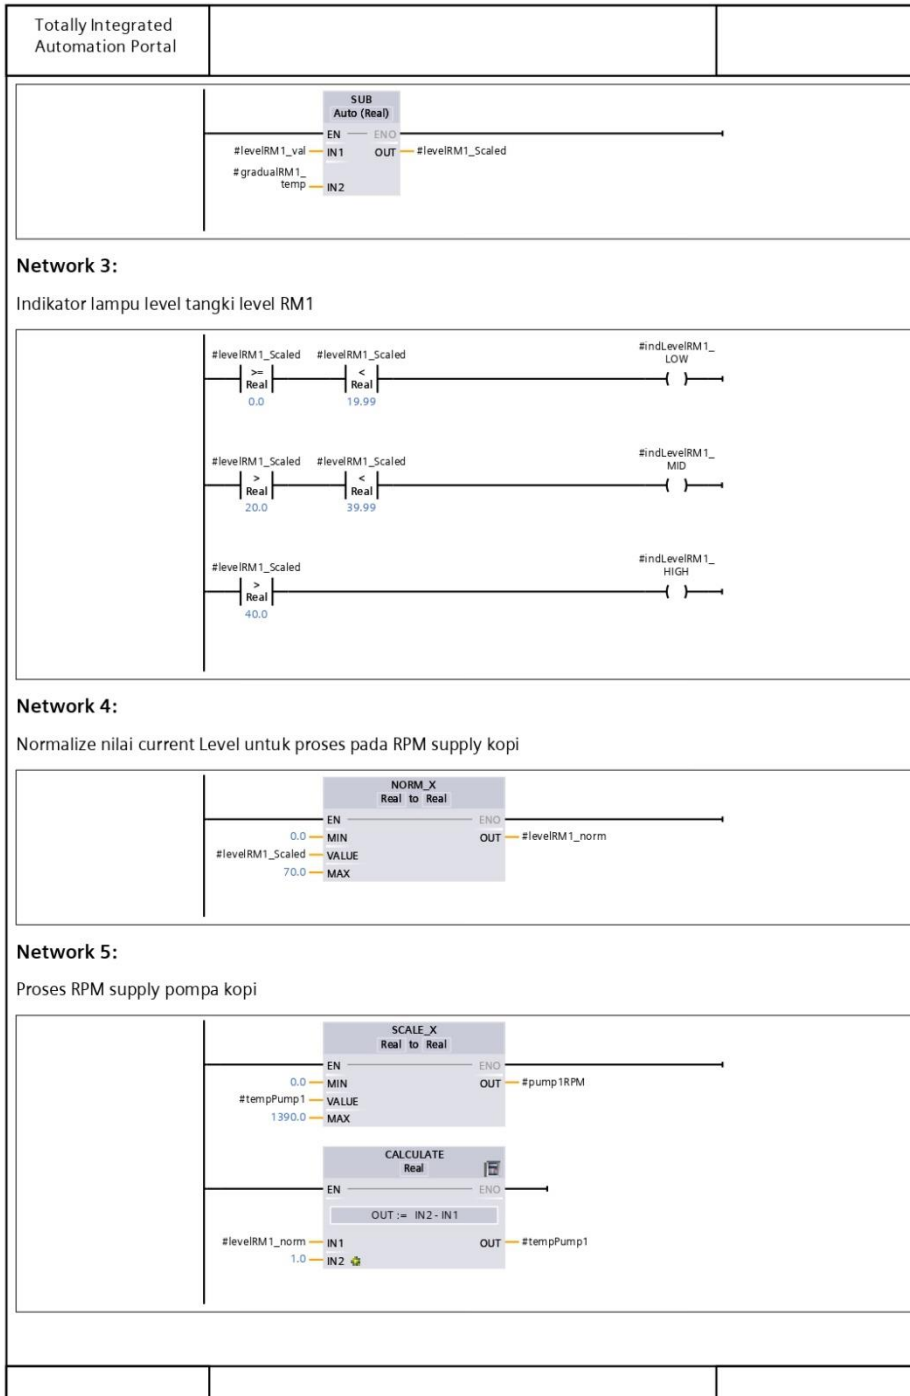 Totally Integrated
Automation Portal
SUB
Auto (Real)
EN ENO
#levelRM1_val IN1 OUT #levelRM1_Scaled
#gradualRM1_
temp IN2
Network 3:
Indikator lampu level tangki level RM1
#levelRM1_Scaled #levelRM1_Scaled #indLevelRM1_
LOW
>= <
Real Real
0.0 19.99
#levelRM1_Scaled #levelRM1_Scaled #indLevelRM1_
MID
> <
Real Real
20.0 39.99
#levelRM1_Scaled #indLevelRM1_
HIGH
>
Real
40.0
Network 4:
Normalize nilai current Level untuk proses pada RPM supply kopi
NORM_X
Real to Real
EN ENO
0.0 MIN OUT #levelRM1_norm
#levelRM1_Scaled VALUE
70.0 MAX
Network 5:
Proses RPM supply pompa kopi
SCALE_X
Real to Real
EN ENO
0.0 MIN OUT #pump1RPM
#tempPump1 VALUE
1390.0 MAX
CALCULATE
Real
EN ENO
OUT := IN2 - IN1
#levelRM1_norm IN1 OUT #tempPump1
1.0 IN2